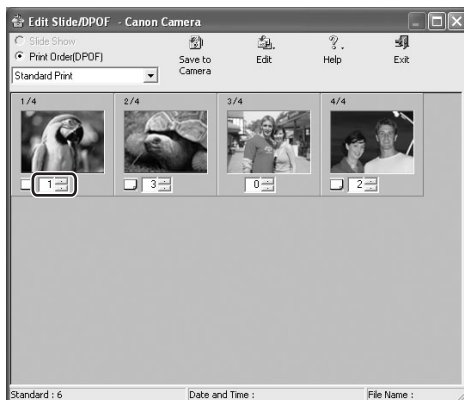 Edit Slide/DPOF - Canon Camera
Slide Show
Print Order(DPOF)
Standard Print
Save to
Camera
Edit
Help
Exit
1/4
2/4
3/4
4/4
1
3
0
2
Standard : 6
Date and Time :
File Name :